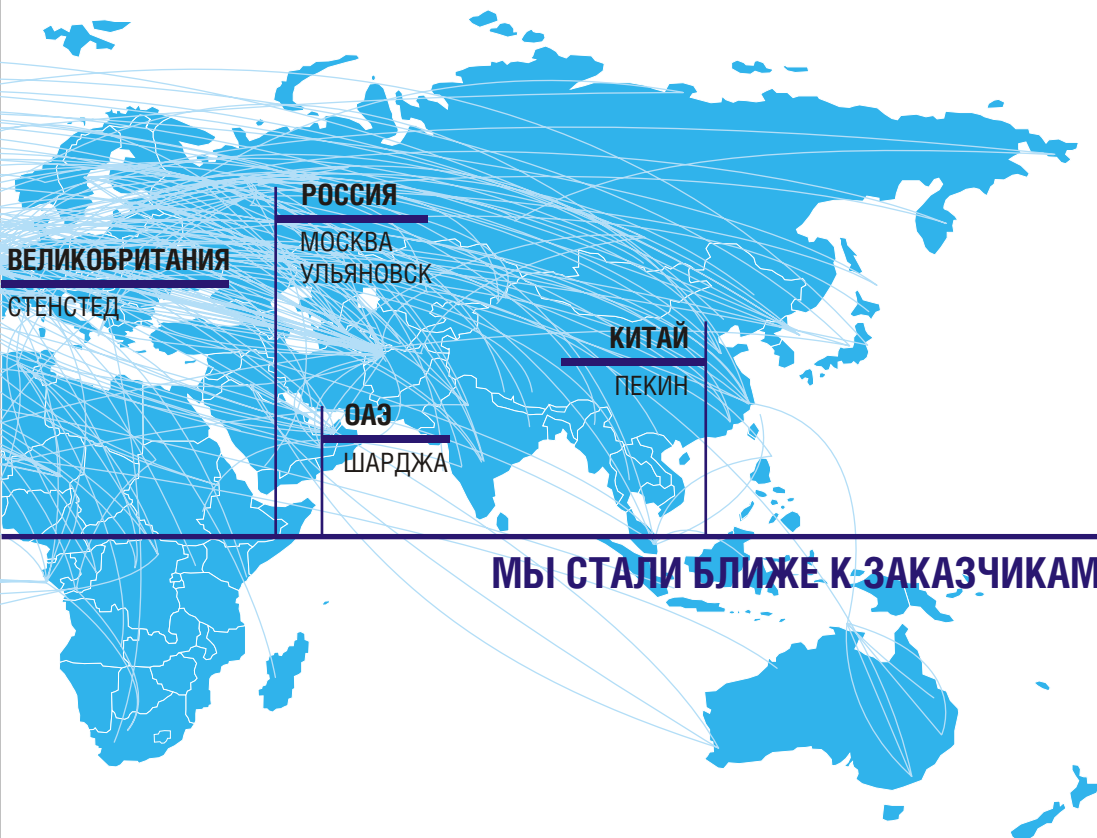 РОССИЯ
МОСКВА
УЛЬЯНОВСК
ВЕЛИКОБРИТАНИЯ
СТЕНСТЕД
КИТАЙ
ПЕКИН
ОАЭ
ШАРДЖА
МЫ СТАЛИ БЛИЖЕ К ЗАКАЗЧИКАМ